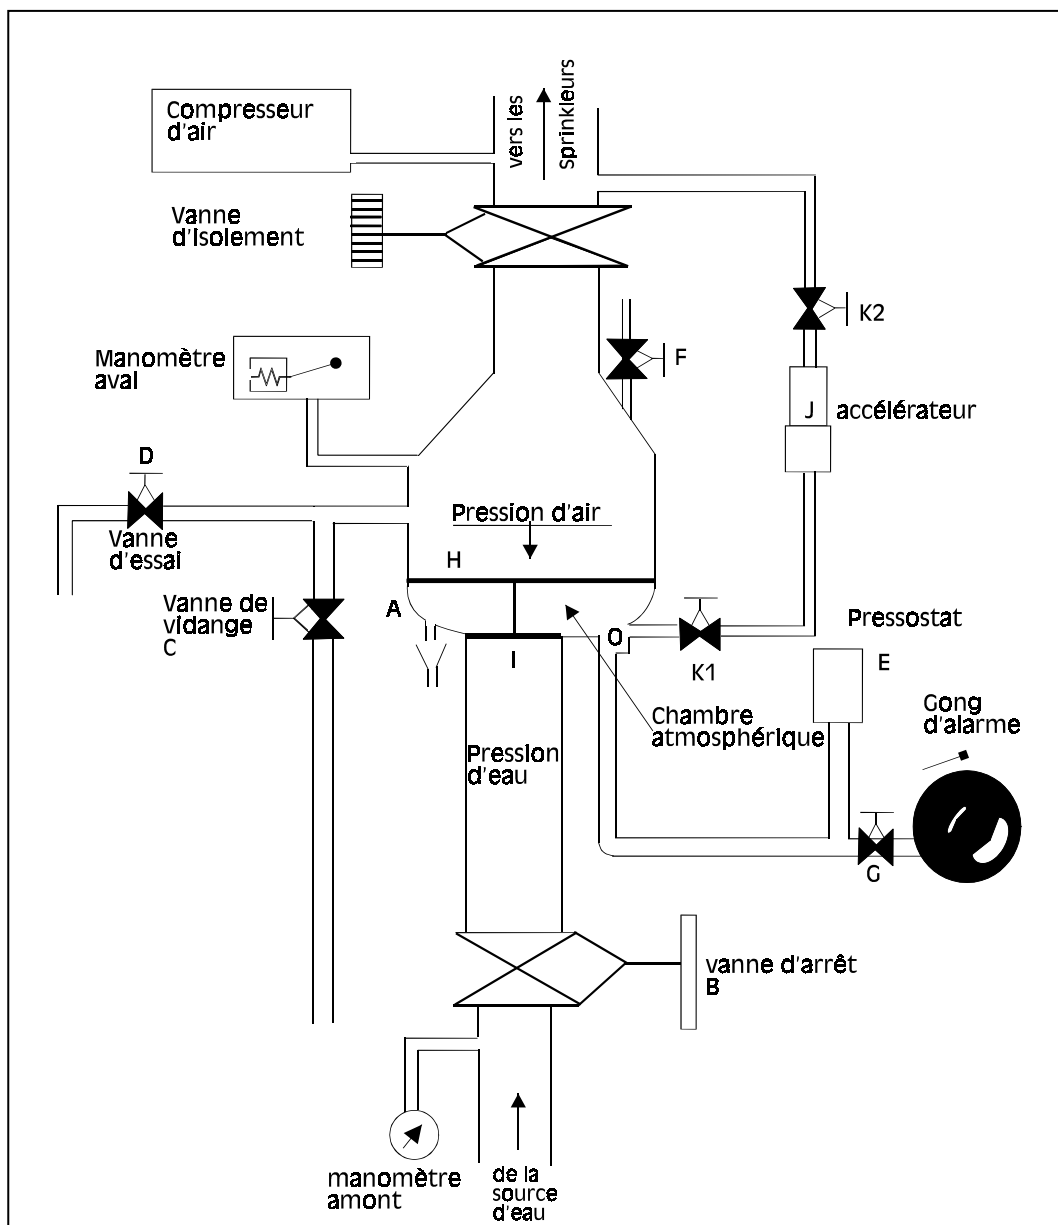 Compresseur
d'air
vers les
sprinkleurs
Vanne
d'isolement
K2
Manomètre
aval
F
J
accélérateur
D
Pression d'air
Vanne
d'essai
H
Vanne de
vidange
C
A
O
K1
Pressostat
E
I
Chambre
atmosphérique
Gong
d'alarme
Pression
d'eau
G
vanne d'arrêt
B
manomètre
amont
de la
source
d'eau